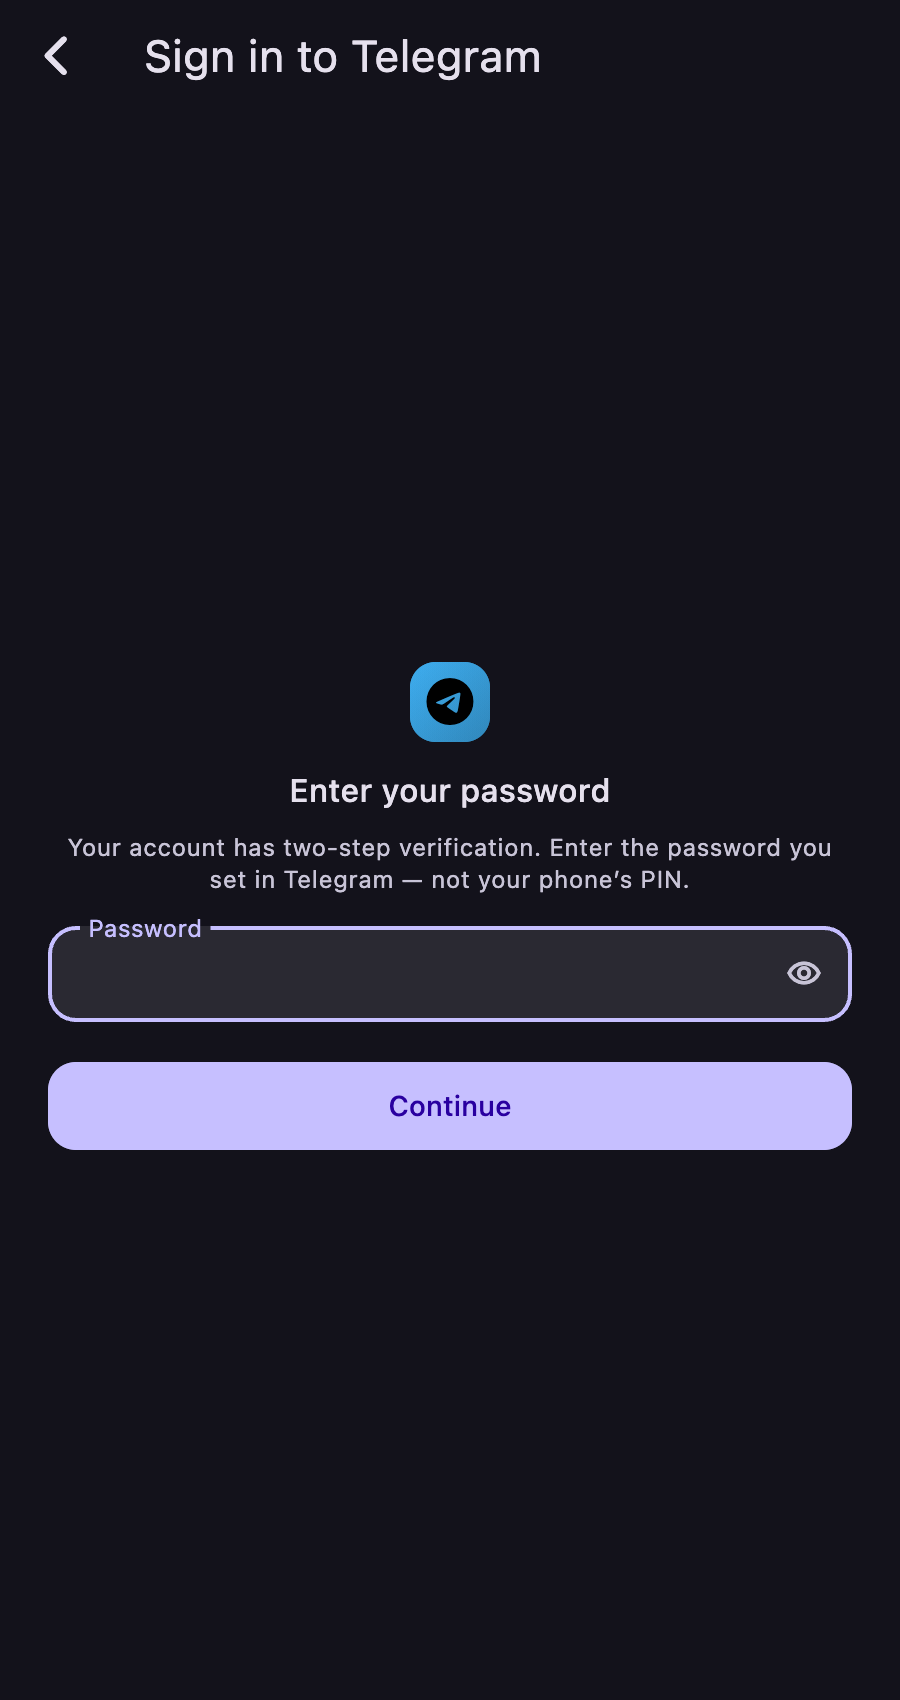 Sign in to Telegram
Enter your password
Your account has two-step verification. Enter the password you
set in Telegram — not your phone’s PIN.
Password
Continue